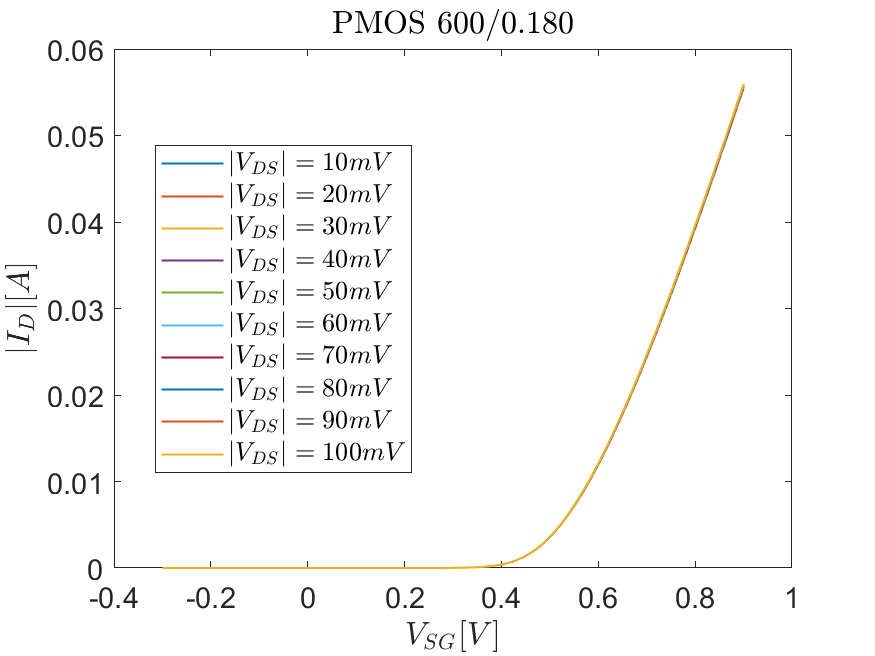 PMOS 600/0.180
0.06
0.05
0.04
0.03
0.02
0.01
0
|I_D|[A]
|V_DS| = 10mV
|V_DS| = 20mV
|V_DS| = 30mV
|V_DS| = 40mV
|V_DS| = 50mV
|V_DS| = 60mV
|V_DS| = 70mV
|V_DS| = 80mV
|V_DS| = 90mV
|V_DS| = 100mV
-0.4 -0.2 0 0.2 0.4 0.6 0.8 1
V_SG[V]